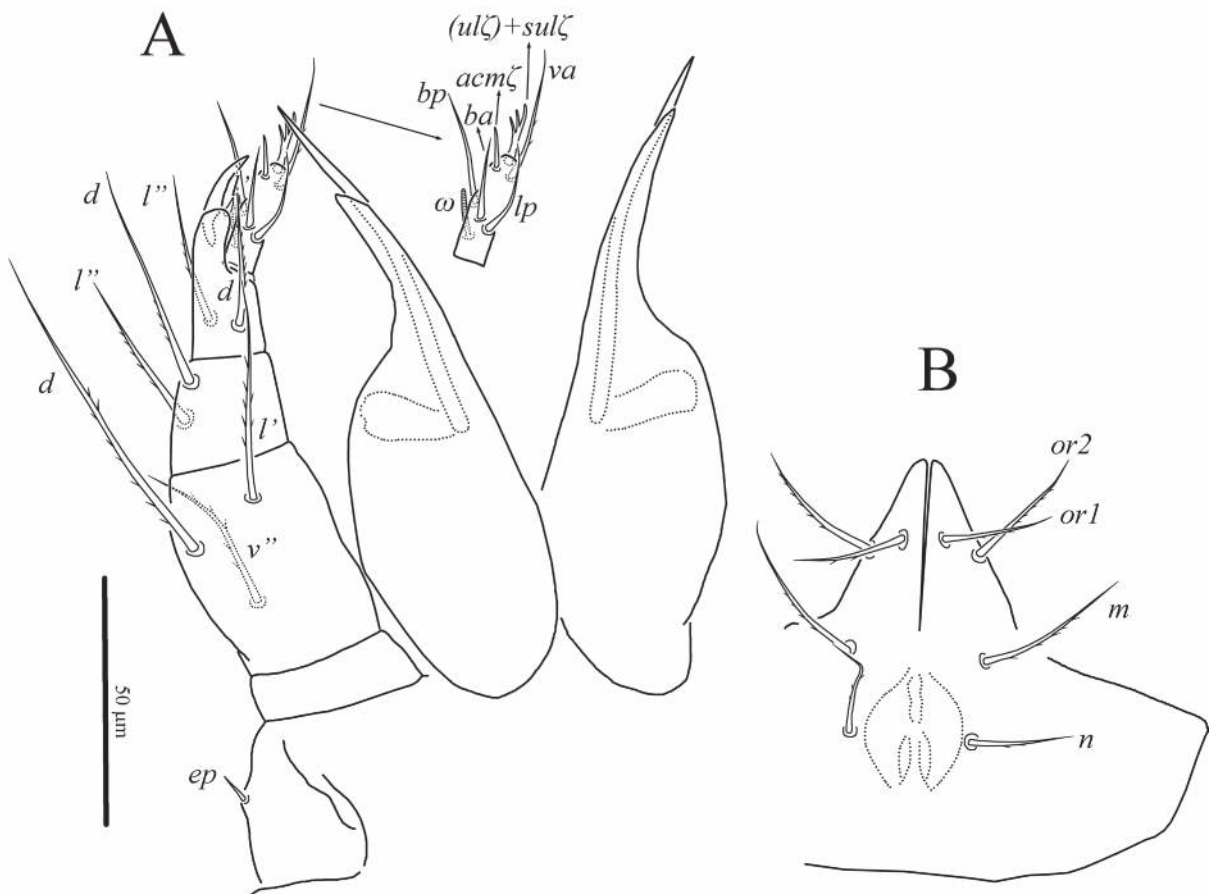 A
(ulζ)+sulζ
acmζ
va
bp
ba
ω
lp
d
l”
l”
d
d
l’
d
v”
50 μm
ep
B
or2
or1
m
n